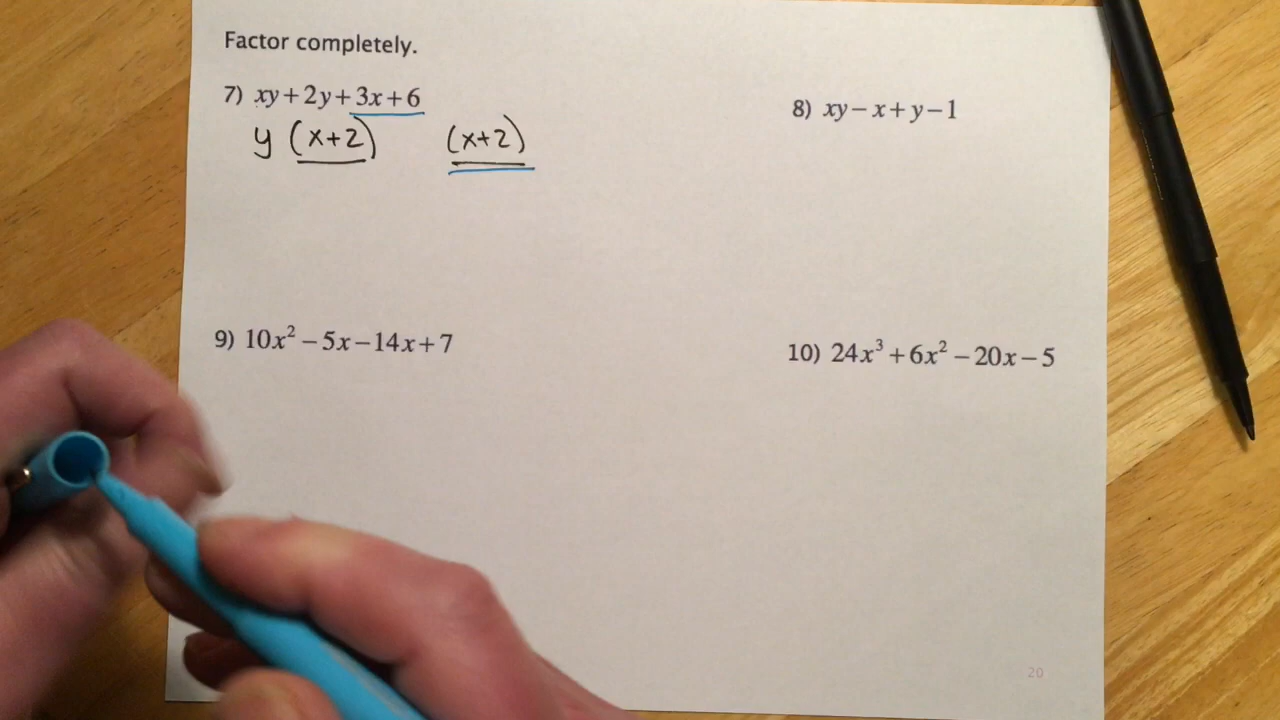 Factor completely.
7) xy+2y+3x+6
8) xy−x+y−1
y (x+2) (x+2)
9) 10x² −5x−14x+7
10) 24x³ +6x² −20x−5
20